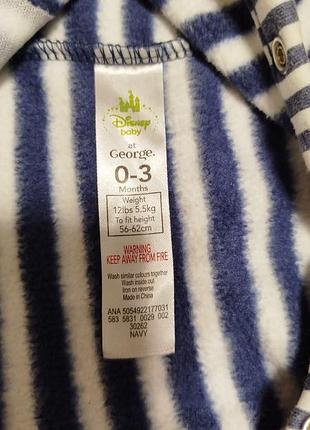 Disney
baby
at
George.
0-3
Months
Weight
12lbs 5.5kg
To fit height
56-62cm
WARNING
KEEP AWAY FROM FIRE
Wash similar colours together
Wash inside out
Iron on reverse
Made in China
ANA 5054922177031
583 5831 0029 002
30262
NAVY